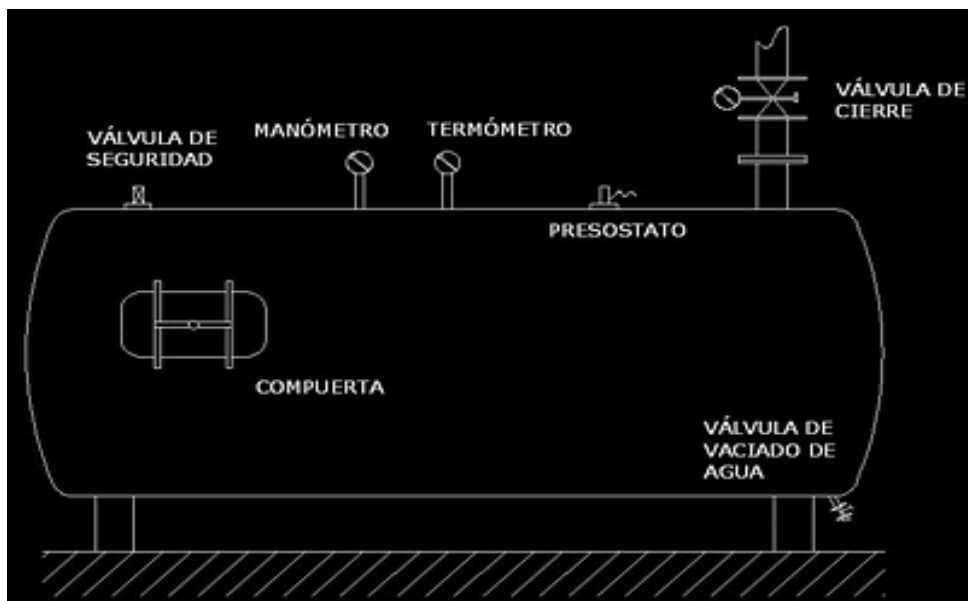 VÁLVULA DE
SEGURIDAD
MANÓMETRO
TERMÓMETRO
VÁLVULA DE
CIERRE
PRESOSTATO
COMPUERTA
VÁLVULA DE
VACIADO DE
AGUA